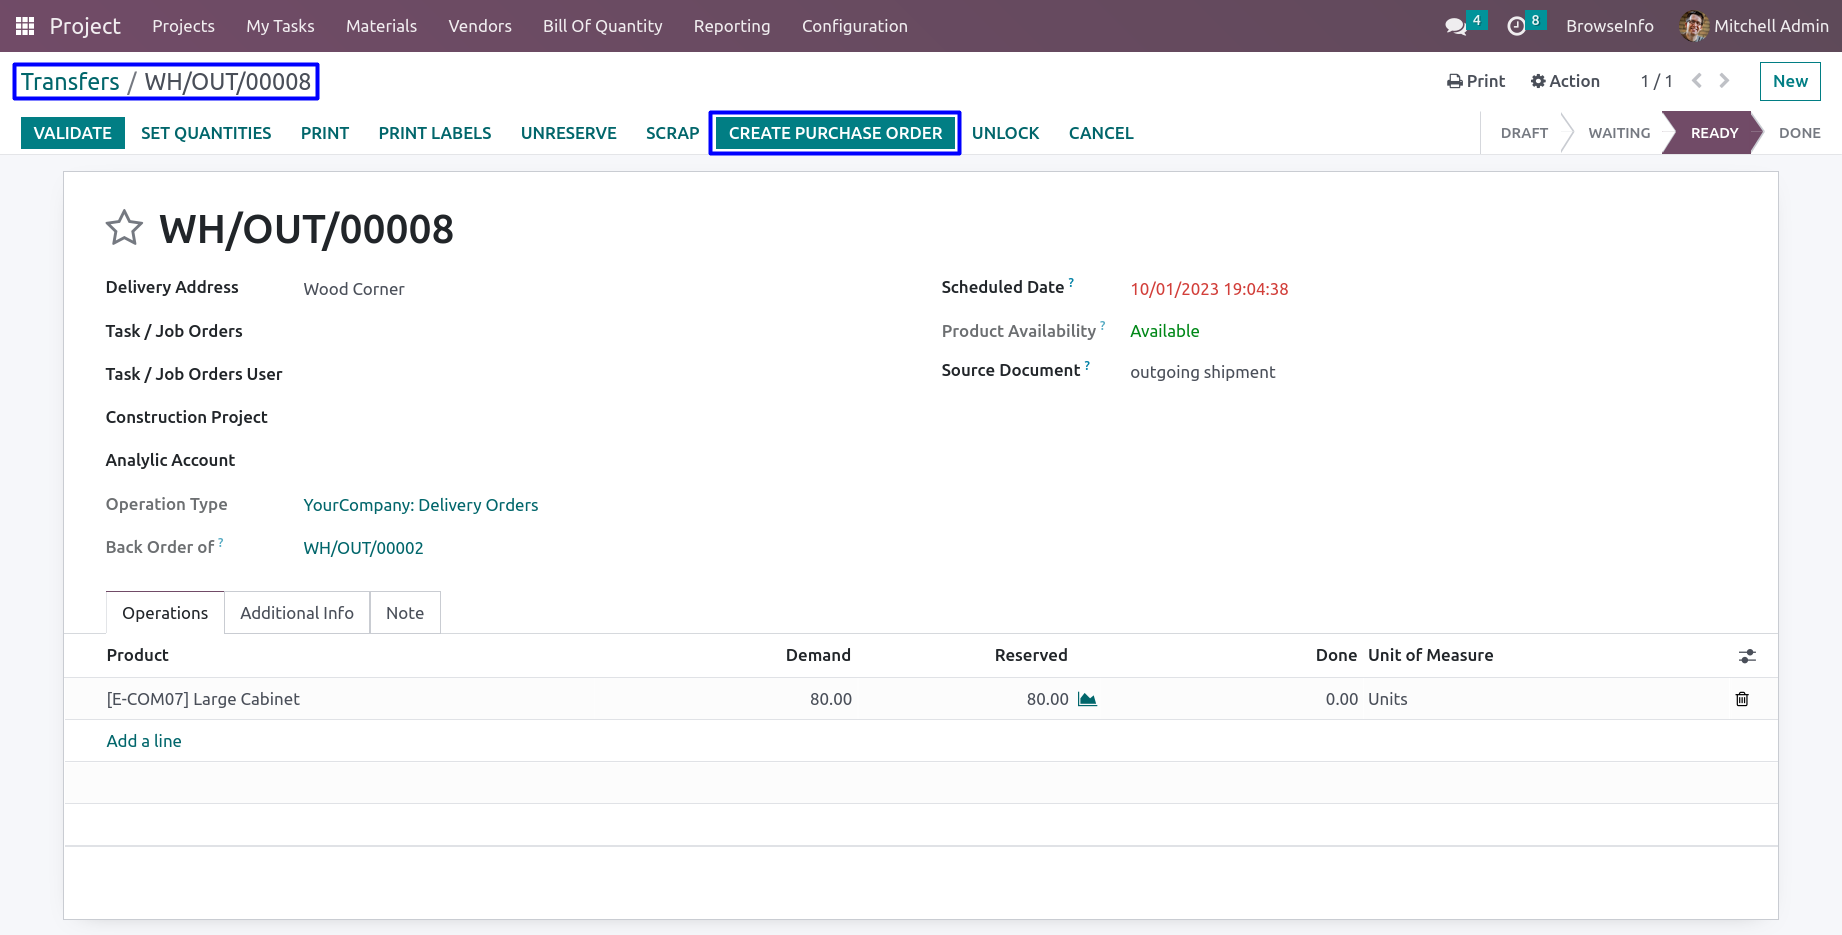 Project Projects My Tasks Materials Vendors Bill Of Quantity Reporting Configuration 4 8 BrowseInfo Mitchell Admin
Transfers / WH/OUT/00008 Print Action 1 / 1 New
VALIDATE SET QUANTITIES PRINT PRINT LABELS UNRESERVE SCRAP CREATE PURCHASE ORDER UNLOCK CANCEL DRAFT WAITING READY DONE
WH/OUT/00008
Delivery Address Wood Corner Scheduled Date ? 10/01/2023 19:04:38
Task / Job Orders Product Availability ? Available
Task / Job Orders User Source Document ? outgoing shipment
Construction Project
Analylic Account
Operation Type YourCompany: Delivery Orders
Back Order of ? WH/OUT/00002
Operations Additional Info Note
Product Demand Reserved Done Unit of Measure
[E-COM07] Large Cabinet 80.00 80.00 0.00 Units
Add a line